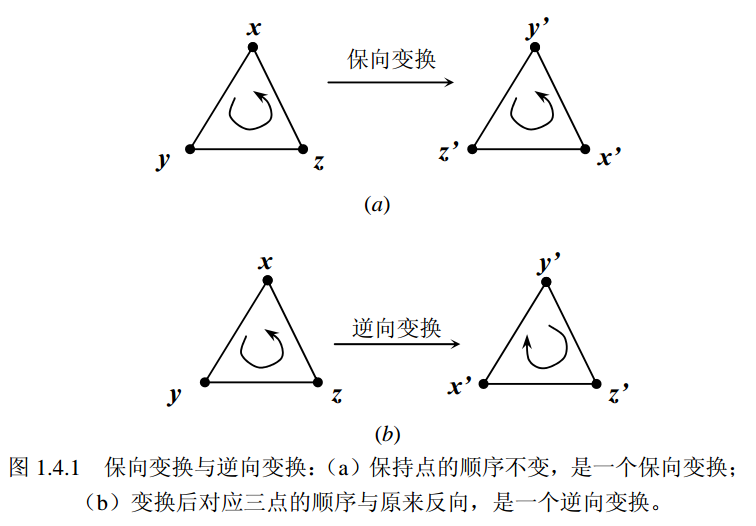 x
y'
保向变换
y
z
z'
x'
(a)
x
y'
逆向变换
y
z
x'
z'
(b)
图 1.4.1 保向变换与逆向变换：（a）保持点的顺序不变，是一个保向变换；
（b）变换后对应三点的顺序与原来反向，是一个逆向变换。